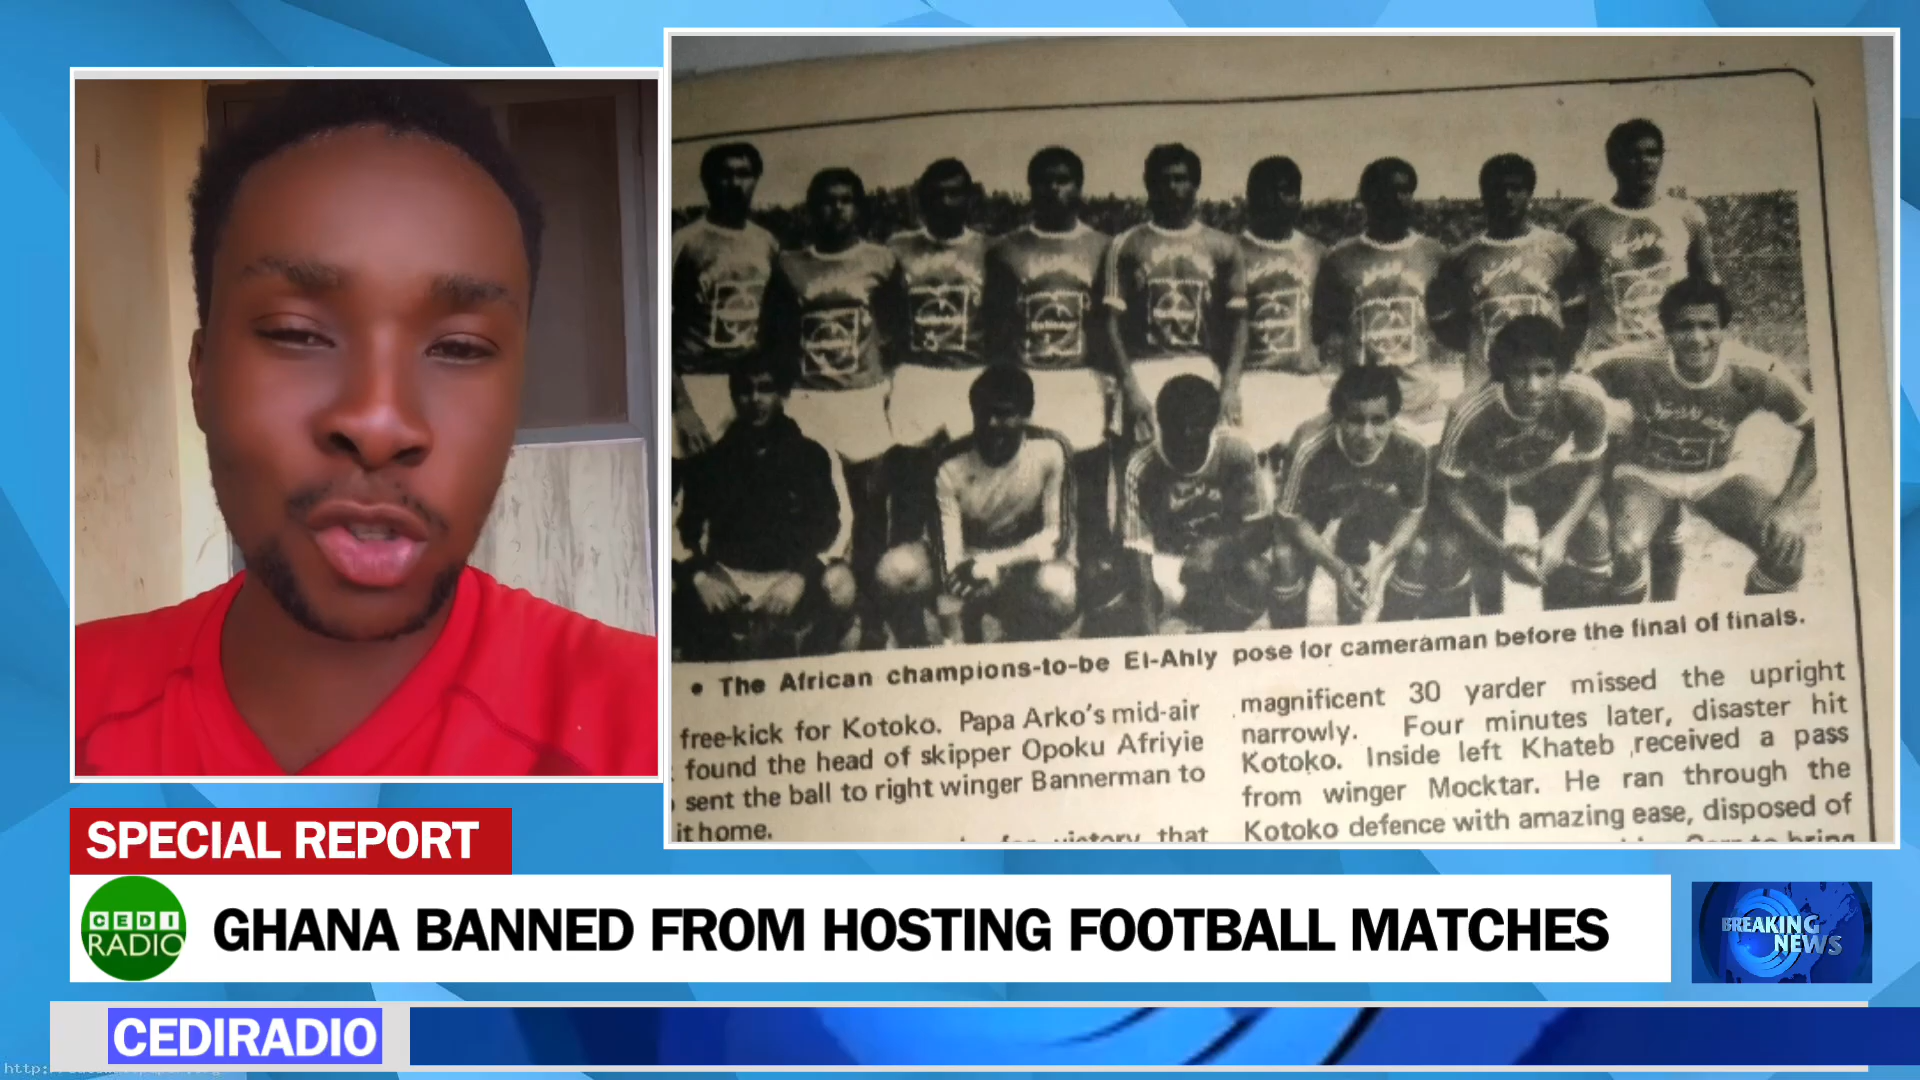 • The African champions-to-be El-Ahly pose for cameraman before the final of finals.
free-kick for Kotoko. Papa Arko's mid-air
found the head of skipper Opoku Afriyie
sent the ball to right winger Bannerman to
it home.
victory that
magnificent 30 yarder missed the upright
narrowly. Four minutes later, disaster hit
Kotoko. Inside left Khateb received a pass
from winger Mocktar. He ran through the
Kotoko defence with amazing ease, disposed of
to bring
SPECIAL REPORT
CEDI
RADIO
GHANA BANNED FROM HOSTING FOOTBALL MATCHES
BREAKING
NEWS
CEDIRADIO